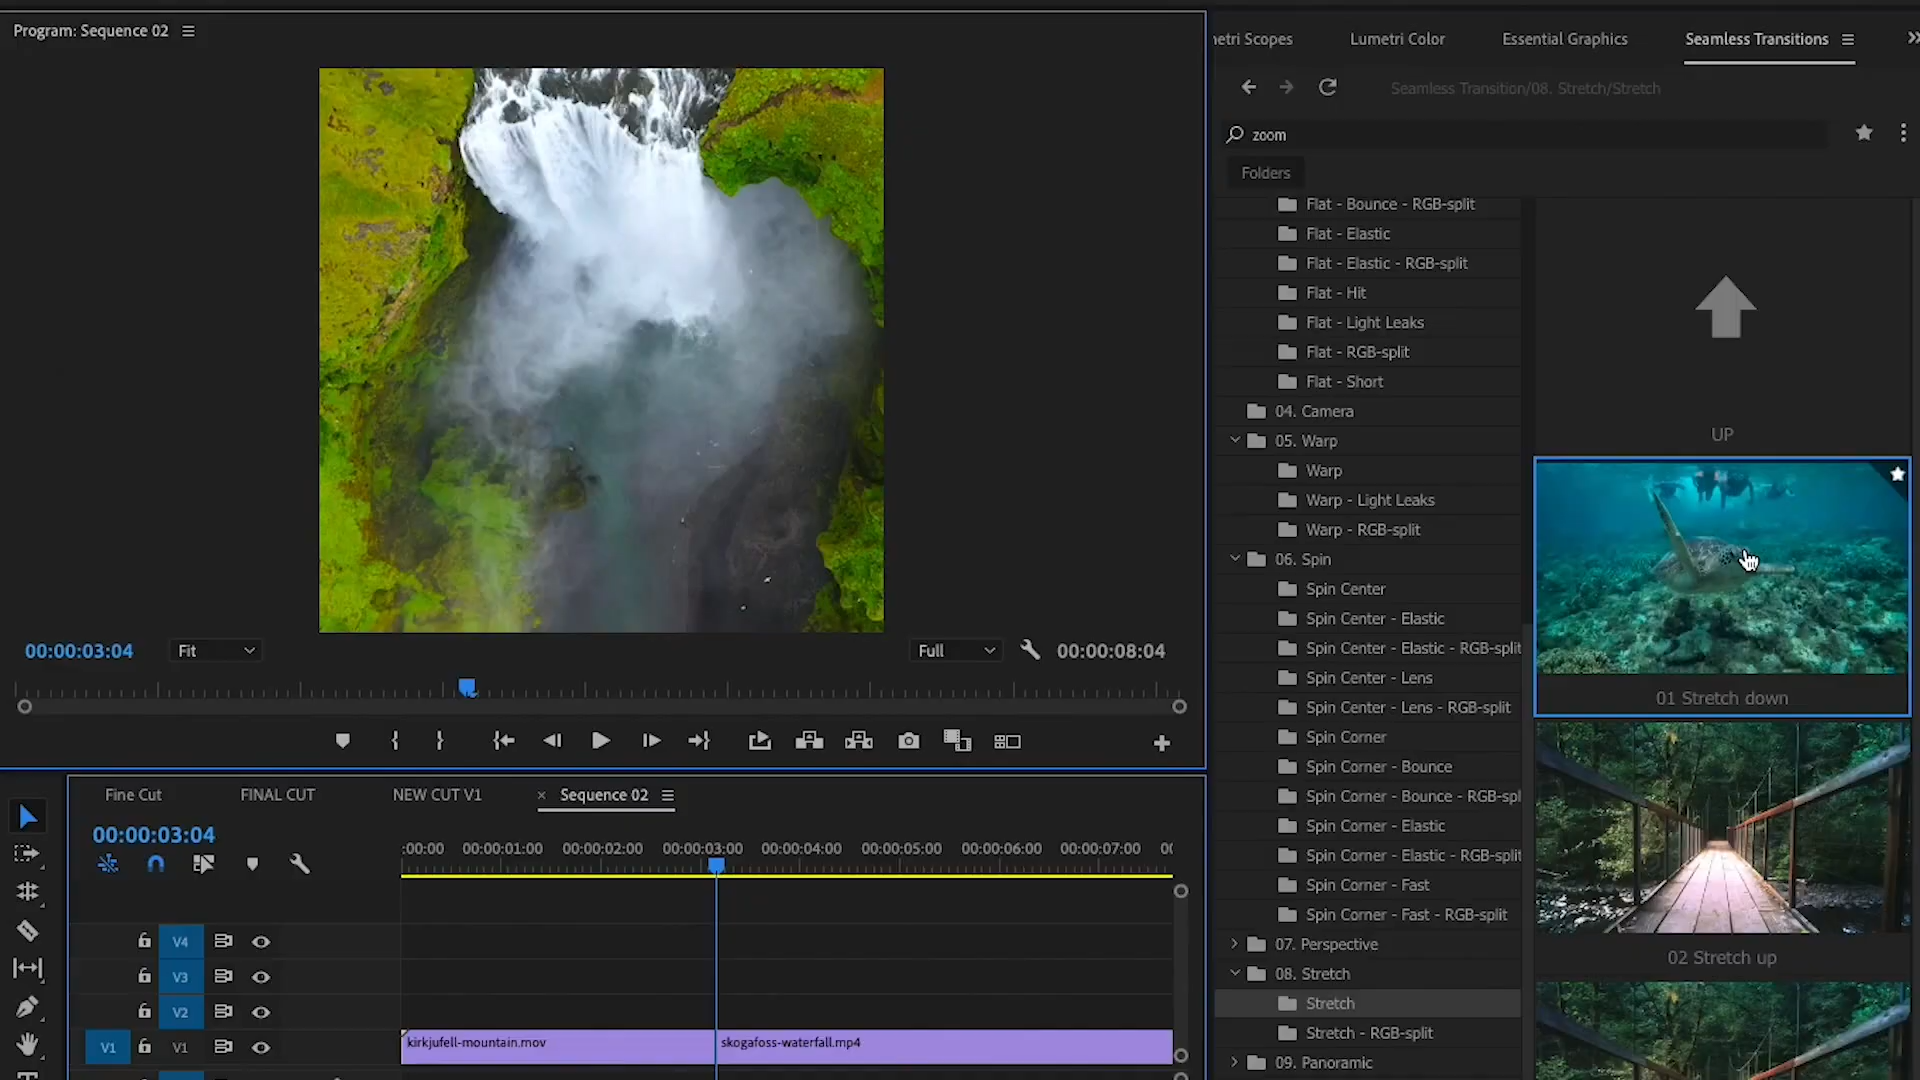 Program: Sequence 02
Scopes
Lumetri Color
Essential Graphics
Seamless Transitions
Seamless Transition/08. Stretch/Stretch
zoom
Folders
Flat - Bounce - RGB-split
Flat - Elastic
Flat - Elastic - RGB-split
Flat - Hit
Flat - Light Leaks
Flat - RGB-split
Flat - Short
04. Camera
05. Warp
Warp
Warp - Light Leaks
Warp - RGB-split
06. Spin
Spin Center
Spin Center - Elastic
Spin Center - Elastic - RGB-split
Spin Center - Lens
Spin Center - Lens - RGB-split
Spin Corner
Spin Corner - Bounce
Spin Corner - Bounce - RGB-spl
Spin Corner - Elastic
Spin Corner - Elastic - RGB-split
Spin Corner - Fast
Spin Corner - Fast - RGB-split
07. Perspective
08. Stretch
Stretch
Stretch - RGB-split
09. Panoramic
UP
01 Stretch down
02 Stretch up
00:00:03:04
Fit
Full
00:00:08:04
Fine Cut
FINAL CUT
NEW CUT V1
Sequence 02
00:00:03:04
:00:00
00:00:01:00
00:00:02:00
00:00:03:00
00:00:04:00
00:00:05:00
00:00:06:00
00:00:07:00
V4
V3
V2
V1
V1
kirkjufell-mountain.mov
skogafoss-waterfall.mp4